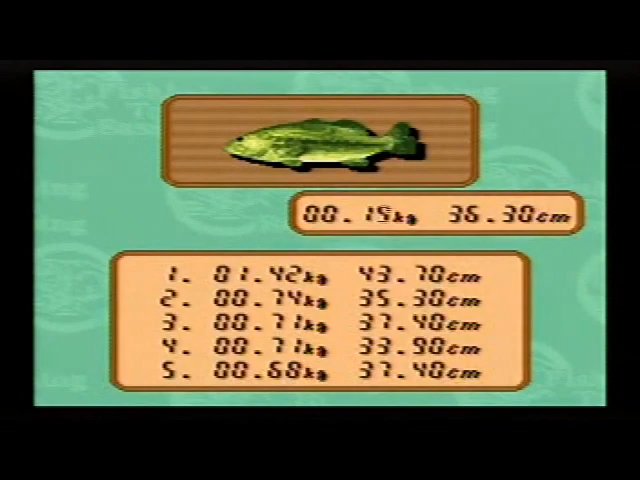 00.19kg 36.30cm
1. 01.42kg 43.70cm
2. 00.74kg 35.30cm
3. 00.71kg 37.40cm
4. 00.71kg 33.90cm
5. 00.68kg 37.40cm